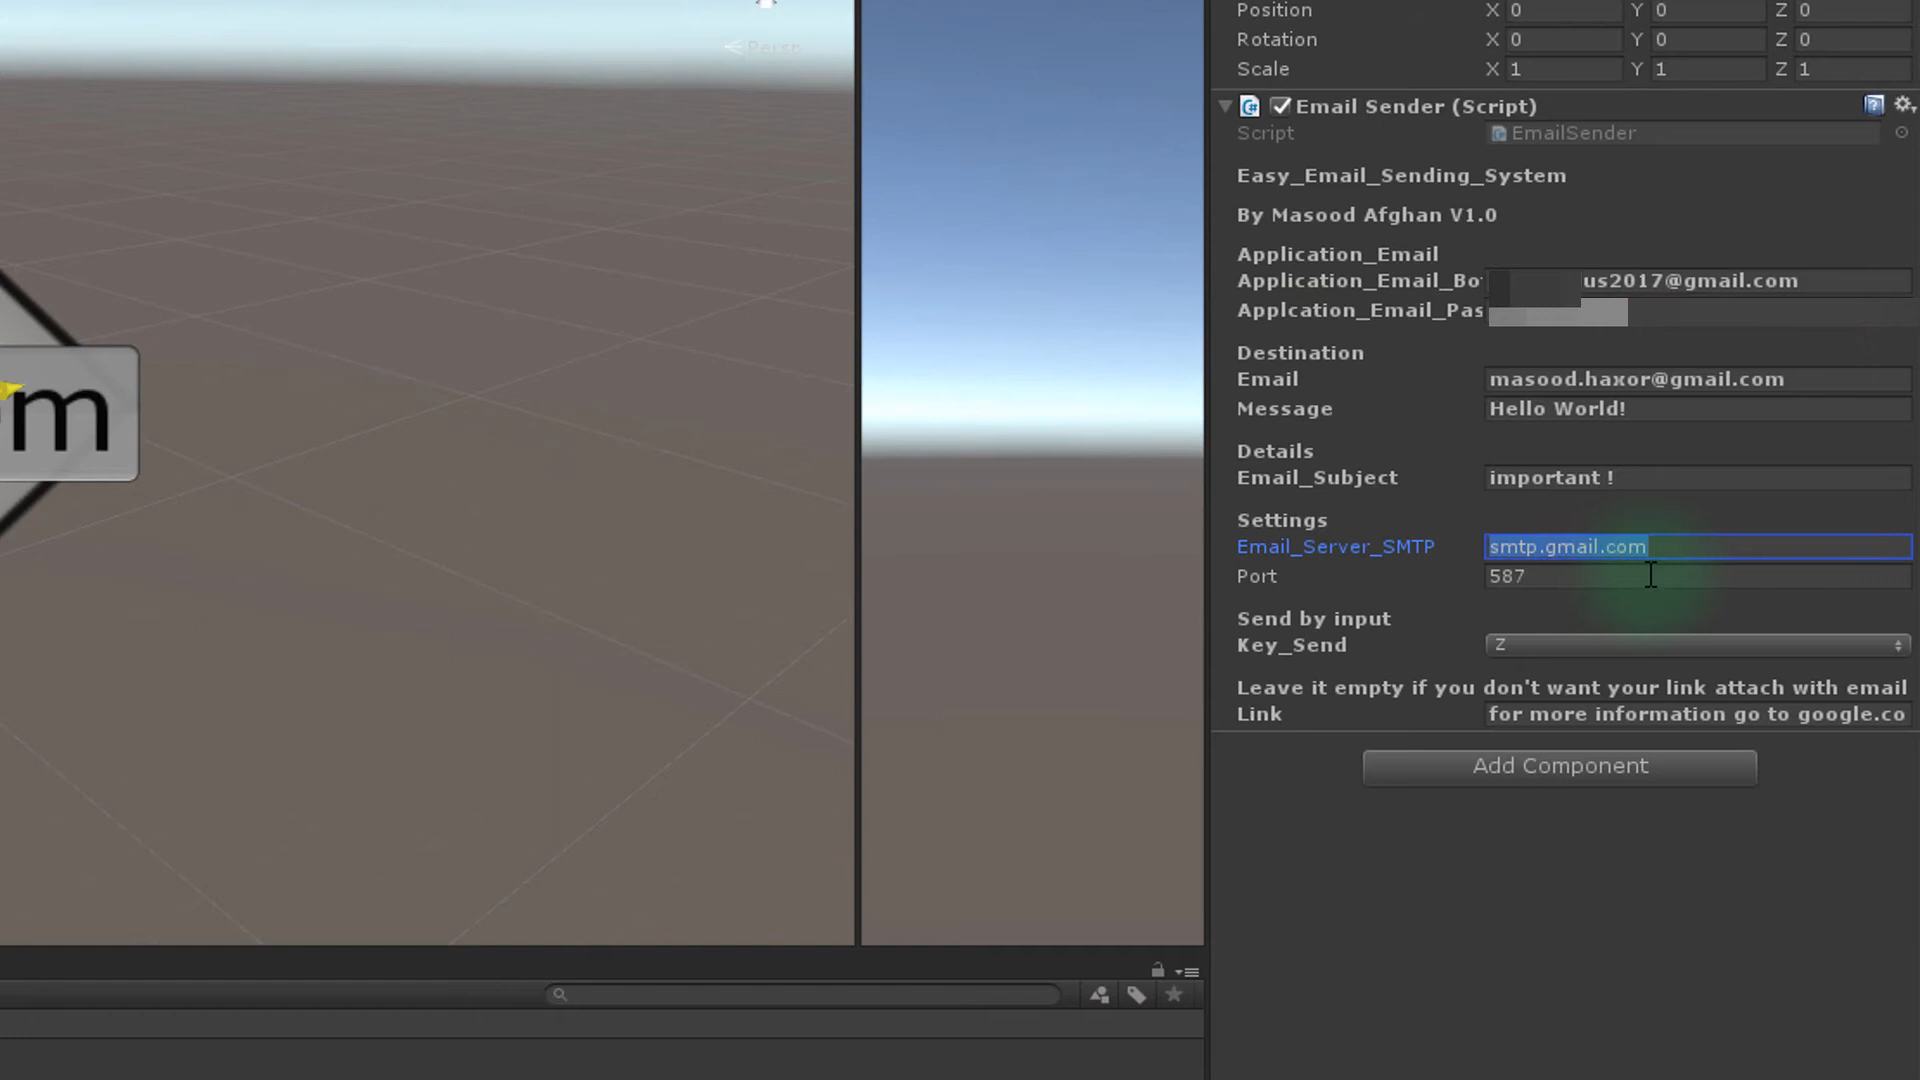 Position X 0 Y 0 Z 0
Persp
Rotation X 0 Y 0 Z 0
Scale X 1 Y 1 Z 1
Email Sender (Script)
Script EmailSender
Easy_Email_Sending_System
By Masood Afghan V1.0
Application_Email
Application_Email_Bo us2017@gmail.com
Applcation_Email_Pas
Destination
Email masood.haxor@gmail.com
Message Hello World!
m
Details
Email_Subject important !
Settings
Email_Server_SMTP smtp.gmail.com
Port 587
Send by input
Key_Send Z
Leave it empty if you don't want your link attach with email
Link for more information go to google.co
Add Component